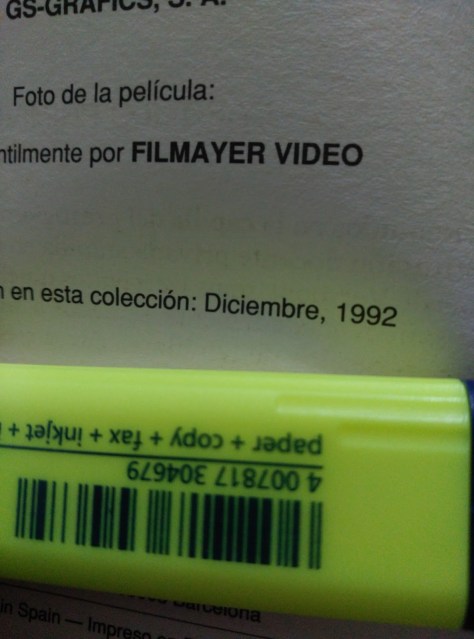 GS-GRAFICS, S. A.
Foto de la película:
ntilmente por FILMAYER VIDEO
n en esta colección: Diciembre, 1992
paper + copy + fax + inkjet +
4 007817 304679
Barcelona
in Spain — Impreso